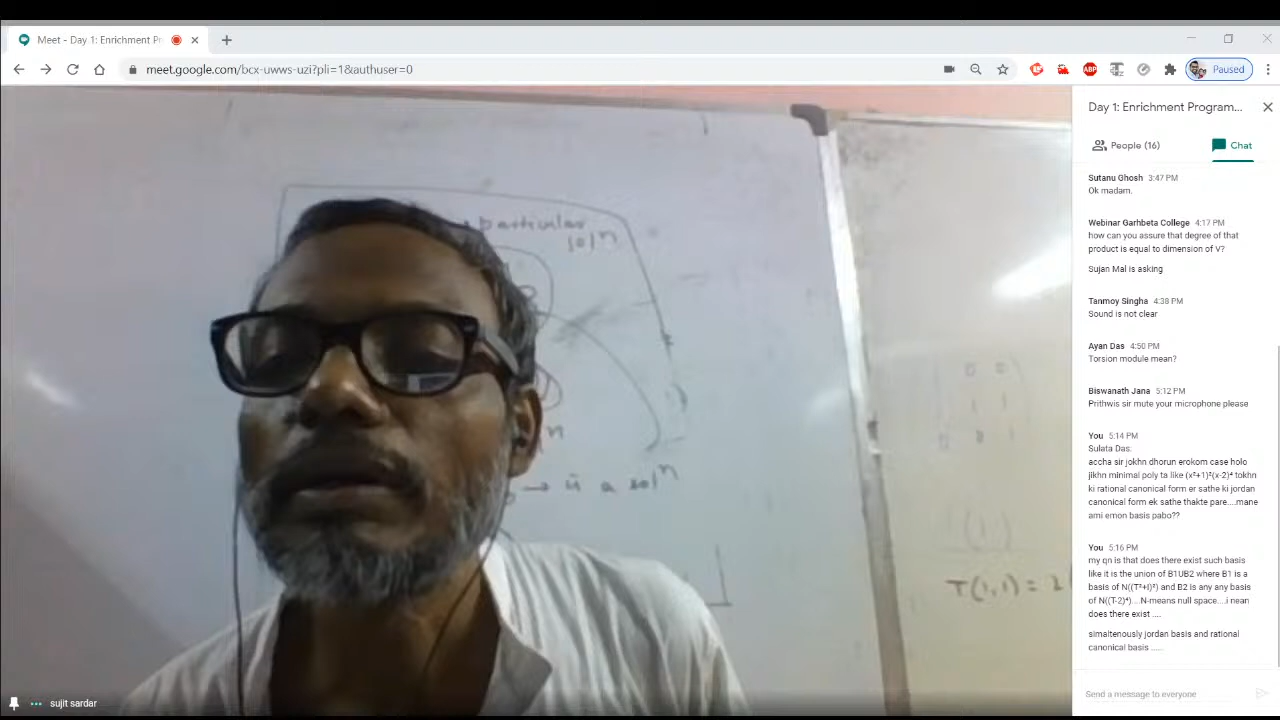 Meet - Day 1: Enrichment Pr
meet.google.com/bcx-uwws-uzi?pli=1&authuser=0
ABP
Paused
Day 1: Enrichment Program...
People (16)
Chat
Sutanu Ghosh 3:47 PM
Ok madam.
Webinar Garhbeta College 4:17 PM
how can you assure that degree of that
product is equal to dimension of V?
Sujan Mal is asking
Tanmoy Singha 4:38 PM
Sound is not clear
Ayan Das 4:50 PM
Torsion module mean?
Biswanath Jana 5:12 PM
Prithwis sir mute your microphone please
You 5:14 PM
Sulata Das:
accha sir jokhn dhorun erokom case holo
jikhn minimal poly ta like (x²+1)²(x-2)⁴ tokhn
ki rational canonical form er sathe ki jordan
canonical form ek sathe thakte pare....mane
ami emon basis pabo??
You 5:16 PM
my qn is that does there exist such basis
like it is the union of B1UB2 where B1 is a
basis of N((T²+I)²) and B2 is any any basis
of N((T-2)⁴)....N-means null space....i nean
does there exist ....
simaltenously jordan basis and rational
canonical basis ......
Send a message to everyone
particular
solⁿ
n
→ is a solⁿ
T(1,1) = 2
sujit sardar